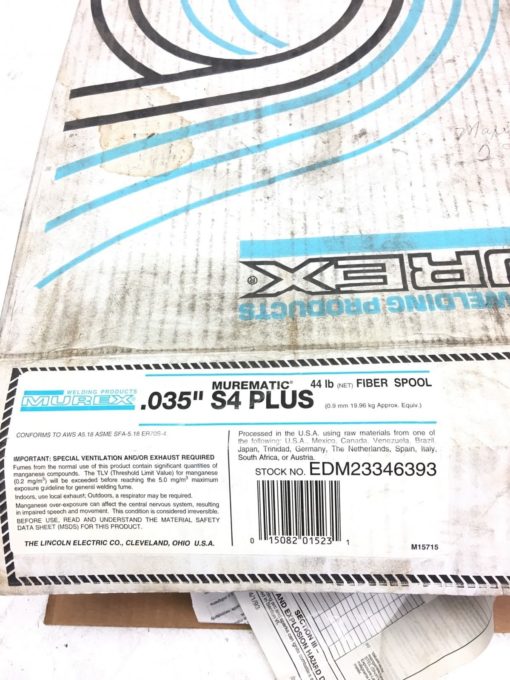 UREX®
WELDING PRODUCTS
WELDING PRODUCTS
MUREX
.035" MUREMATIC® S4 PLUS
44 lb (NET) FIBER SPOOL
(0.9 mm 19.96 kg Approx. Equiv.)
CONFORMS TO AWS A5.18 ASME SFA-5.18 ER70S-4
IMPORTANT: SPECIAL VENTILATION AND/OR EXHAUST REQUIRED
Fumes from the normal use of this product contain significant quantities of
manganese compounds. The TLV (Threshold Limit Value) for manganese
(0.2 mg/m³) will be exceeded before reaching the 5.0 mg/m³ maximum
exposure guideline for general welding fume.
Indoors, use local exhaust; Outdoors, a respirator may be required.
Manganese over-exposure can affect the central nervous system, resulting
in impaired speech and movement. This condition is considered irreversible.
BEFORE USE, READ AND UNDERSTAND THE MATERIAL SAFETY
DATA SHEET (MSDS) FOR THIS PRODUCT.
THE LINCOLN ELECTRIC CO., CLEVELAND, OHIO U.S.A.
Processed in the U.S.A. using raw materials from one of
the following: U.S.A., Mexico, Canada, Venezuela, Brazil,
Japan, Trinidad, Germany, The Netherlands, Spain, Italy,
South Africa, or Austria.
STOCK NO. EDM23346393
0 15082 01523 1
M15715
SECTION III –
AND EXPLOSION HAZARD D